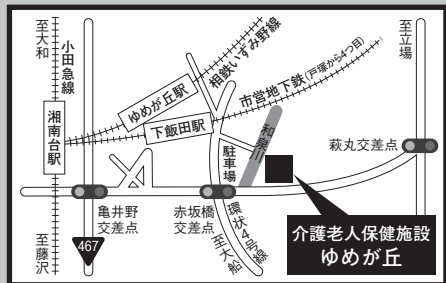 至大和
小田急線
湘南台駅
至藤沢
467
亀井野
交差点
ゆめが丘駅
相鉄いずみ野線
下飯田駅
市営地下鉄(戸塚から4つ目)
和泉川
駐車場
赤坂橋
交差点
環状4号線
至大船
至立場
萩丸交差点
介護老人保健施設
ゆめが丘